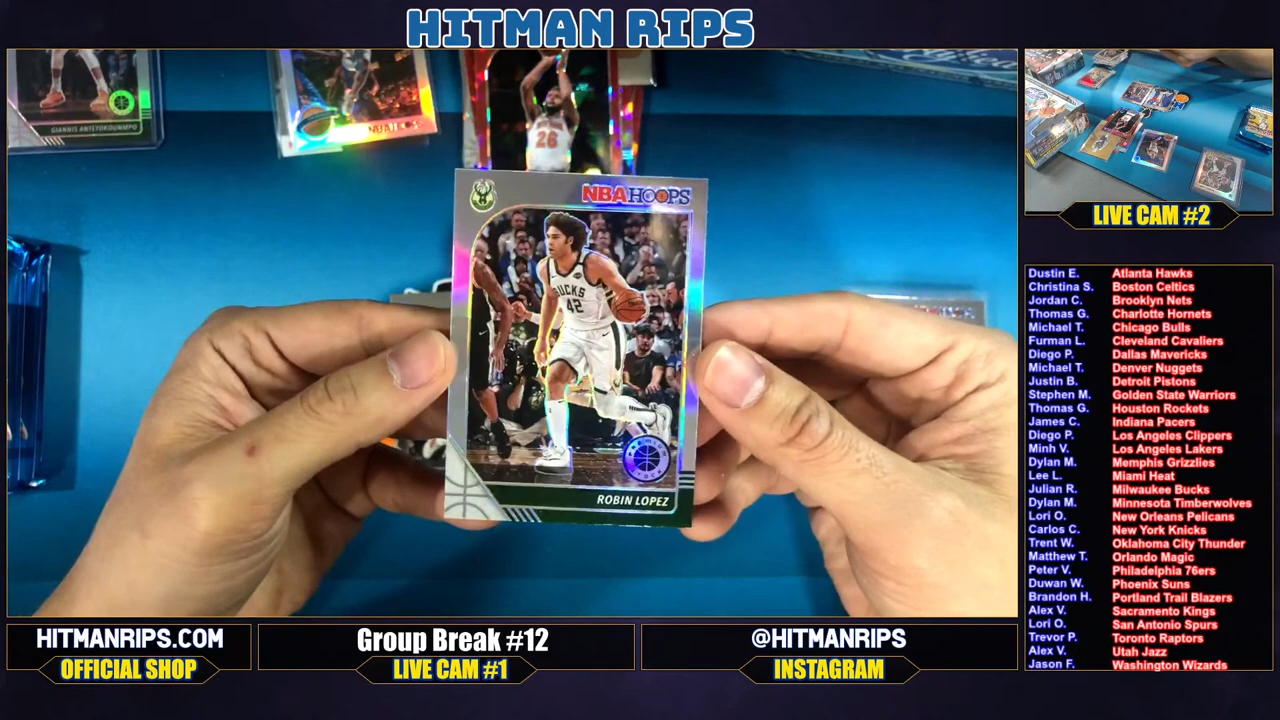 HITMAN RIPS
GIANNIS ANTETOKOUNMPO
NBA HOOPS
26
NBA HOOPS
BUCKS
42
PREMIUM
STOCK
ROBIN LOPEZ
LIVE CAM #2
Dustin E. Atlanta Hawks
Christina S. Boston Celtics
Jordan C. Brooklyn Nets
Thomas G. Charlotte Hornets
Michael T. Chicago Bulls
Furman L. Cleveland Cavaliers
Diego P. Dallas Mavericks
Michael T. Denver Nuggets
Justin B. Detroit Pistons
Stephen M. Golden State Warriors
Thomas G. Houston Rockets
James C. Indiana Pacers
Diego P. Los Angeles Clippers
Minh V. Los Angeles Lakers
Dylan M. Memphis Grizzlies
Lee L. Miami Heat
Julian R. Milwaukee Bucks
Dylan M. Minnesota Timberwolves
Lori O. New Orleans Pelicans
Carlos C. New York Knicks
Trent W. Oklahoma City Thunder
Matthew T. Orlando Magic
Peter V. Philadelphia 76ers
Duwan W. Phoenix Suns
Brandon H. Portland Trail Blazers
Alex V. Sacramento Kings
Lori O. San Antonio Spurs
Trevor P. Toronto Raptors
Alex V. Utah Jazz
Jason F. Washington Wizards
HITMANRIPS.COM
OFFICIAL SHOP
Group Break #12
LIVE CAM #1
@HITMANRIPS
INSTAGRAM